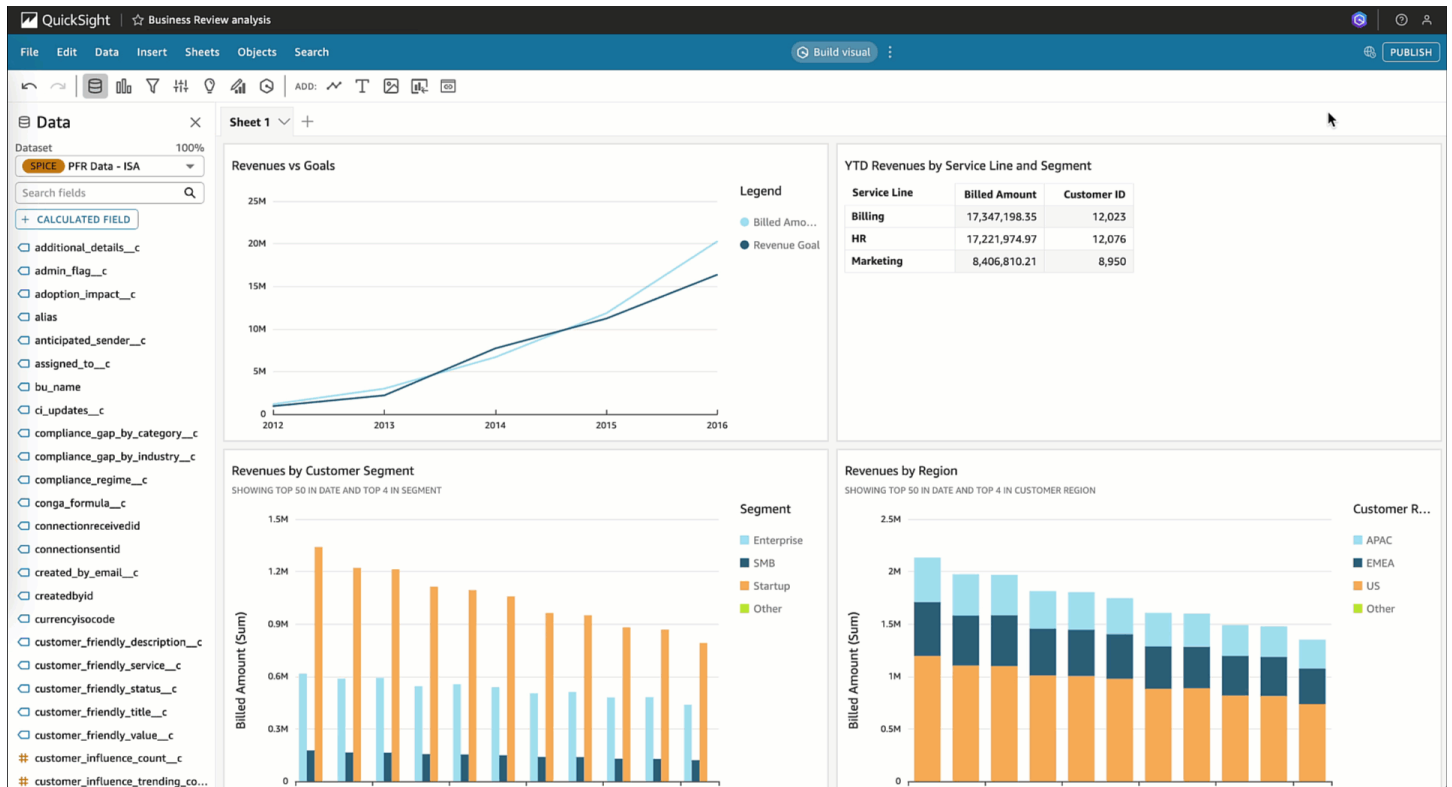 QuickSight
Business Review analysis
File Edit Data Insert Sheets Objects Search
Build visual
PUBLISH
ADD:
Data
Dataset 100%
SPICE PFR Data - ISA
Search fields
+ CALCULATED FIELD
additional_details__c
admin_flag__c
adoption_impact__c
alias
anticipated_sender__c
assigned_to__c
bu_name
ci_updates__c
compliance_gap_by_category__c
compliance_gap_by_industry__c
compliance_regime__c
conga_formula__c
connectionreceivedid
connectionsentid
created_by_email__c
createdbyid
currencyisocode
customer_friendly_description__c
customer_friendly_service__c
customer_friendly_status__c
customer_friendly_title__c
customer_friendly_value__c
# customer_influence_count__c
# customer_influence_trending_co...
Sheet 1
Revenues vs Goals
25M
20M
15M
10M
5M
0
2012 2013 2014 2015 2016
Legend
Billed Amo...
Revenue Goal
YTD Revenues by Service Line and Segment
Service Line Billed Amount Customer ID
Billing 17,347,198.35 12,023
HR 17,221,974.97 12,076
Marketing 8,406,810.21 8,950
Revenues by Customer Segment
SHOWING TOP 50 IN DATE AND TOP 4 IN SEGMENT
Billed Amount (Sum)
1.5M
1.2M
0.9M
0.6M
0.3M
0
Segment
Enterprise
SMB
Startup
Other
Revenues by Region
SHOWING TOP 50 IN DATE AND TOP 4 IN CUSTOMER REGION
Billed Amount (Sum)
2.5M
2M
1.5M
1M
0.5M
0
Customer R...
APAC
EMEA
US
Other